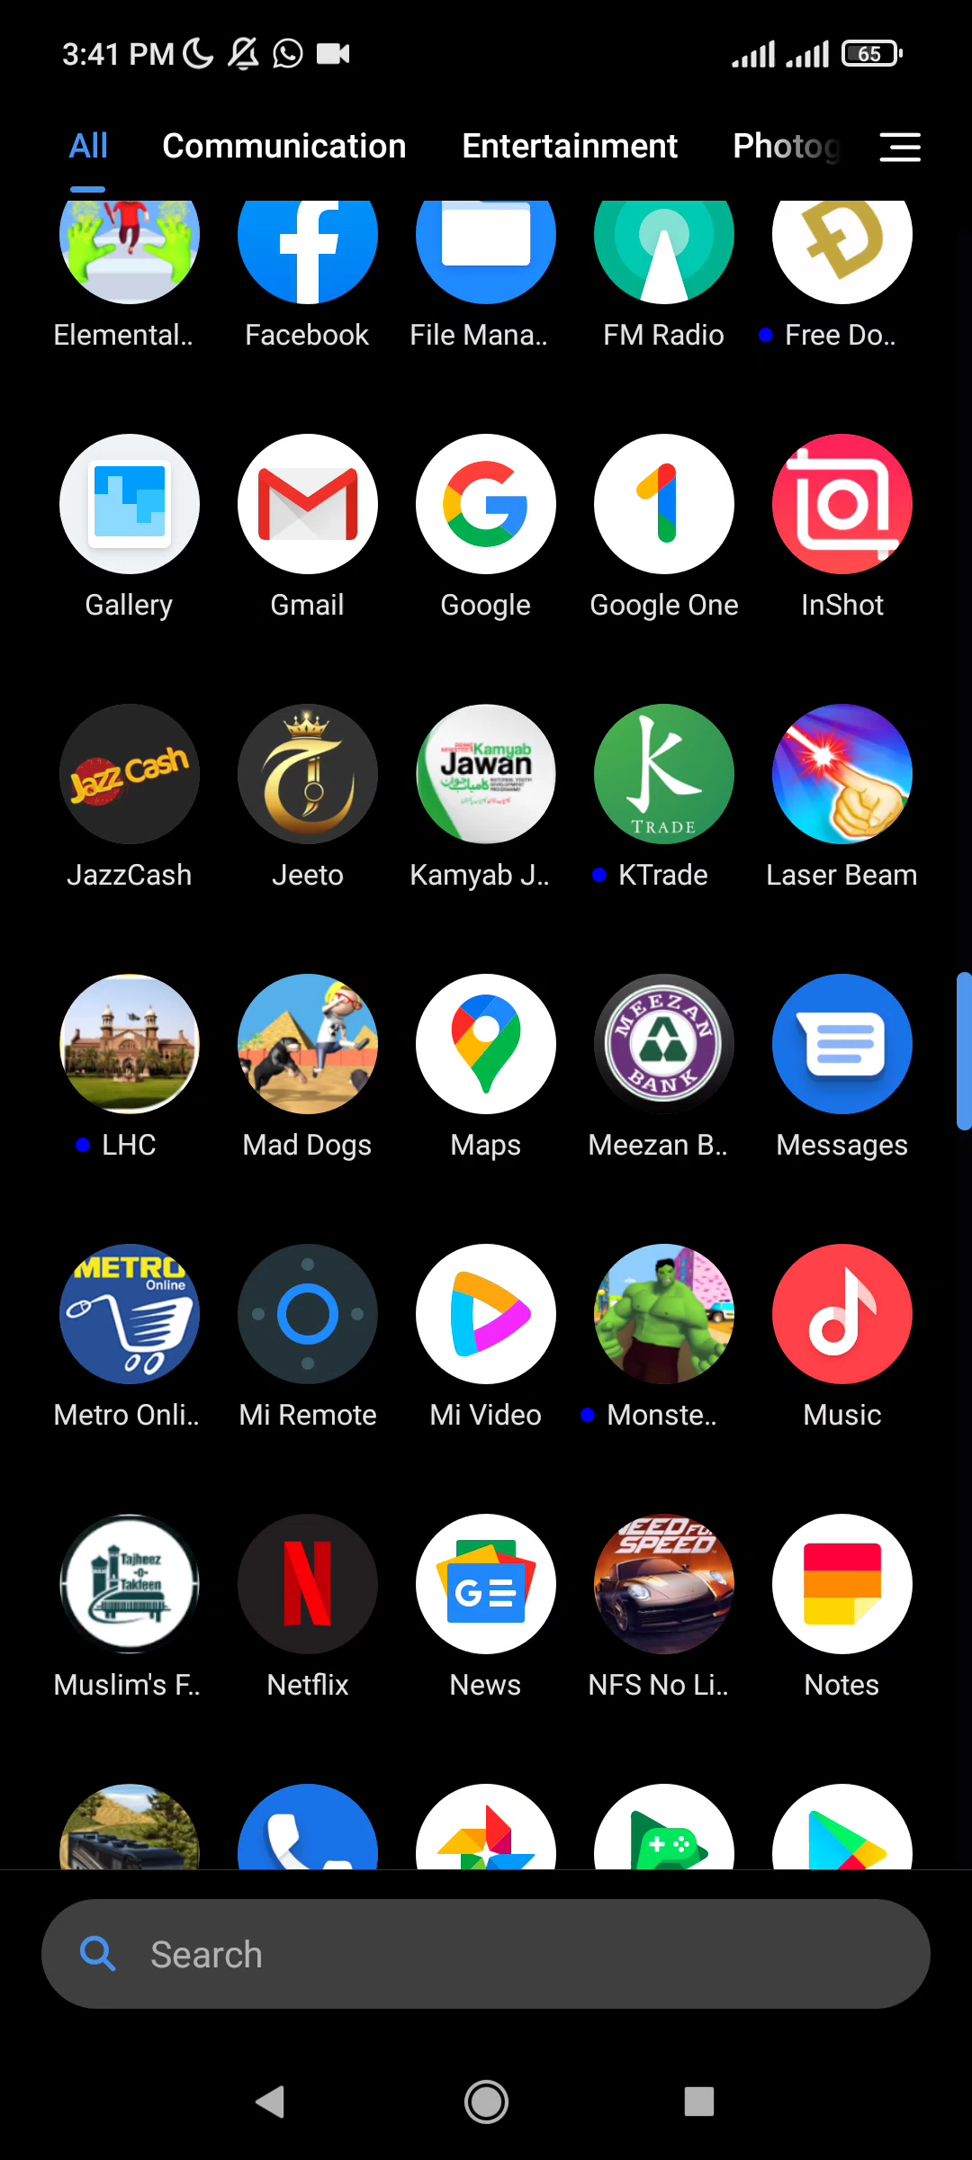 3:41 PM 65
All Communication Entertainment Photog
Elemental.. Facebook File Mana.. FM Radio Free Do..
Gallery Gmail Google Google One InShot
Jazz Cash
Kamyab
Jawan
TRADE
JazzCash Jeeto Kamyab J.. KTrade Laser Beam
MEEZAN BANK
LHC Mad Dogs Maps Meezan B.. Messages
METRO
Online
Metro Onli.. Mi Remote Mi Video Monste.. Music
Tajheez
-o-
Takfeen
NEED FOR
SPEED
Muslim's F.. Netflix News NFS No Li.. Notes
Search